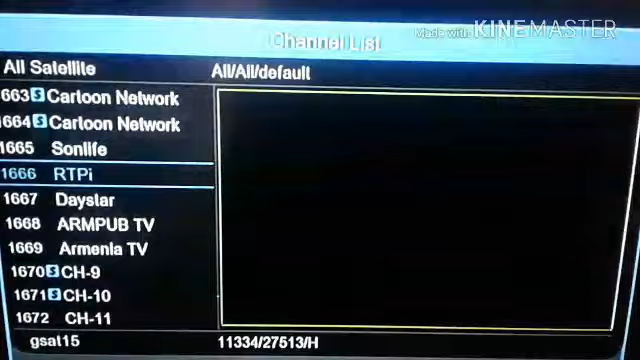 Channel List
Made with KINEMASTER
All Satellite
All/All/default
1663 S Cartoon Network
1664 S Cartoon Network
1665 Sonlife
1666 RTPi
1667 Daystar
1668 ARMPUB TV
1669 Armenia TV
1670 S CH-9
1671 S CH-10
1672 CH-11
gsat15
11334/27513/H